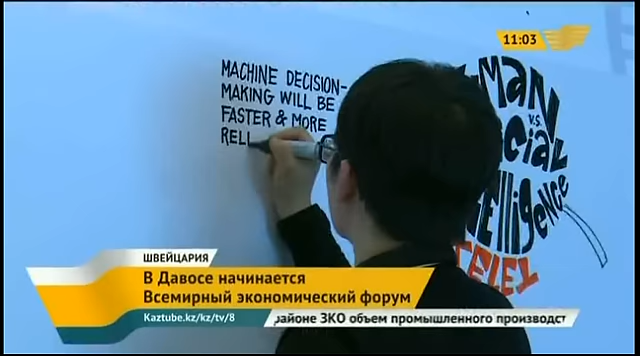 11:03
MACHINE DECISION-
MAKING WILL BE
FASTER & MORE
RELI
V.S.
ШВЕЙЦАРИЯ
В Давосе начинается
Всемирный экономический форум
Kaztube.kz/kz/tv/8
районе ЗКО объем промышленного производст